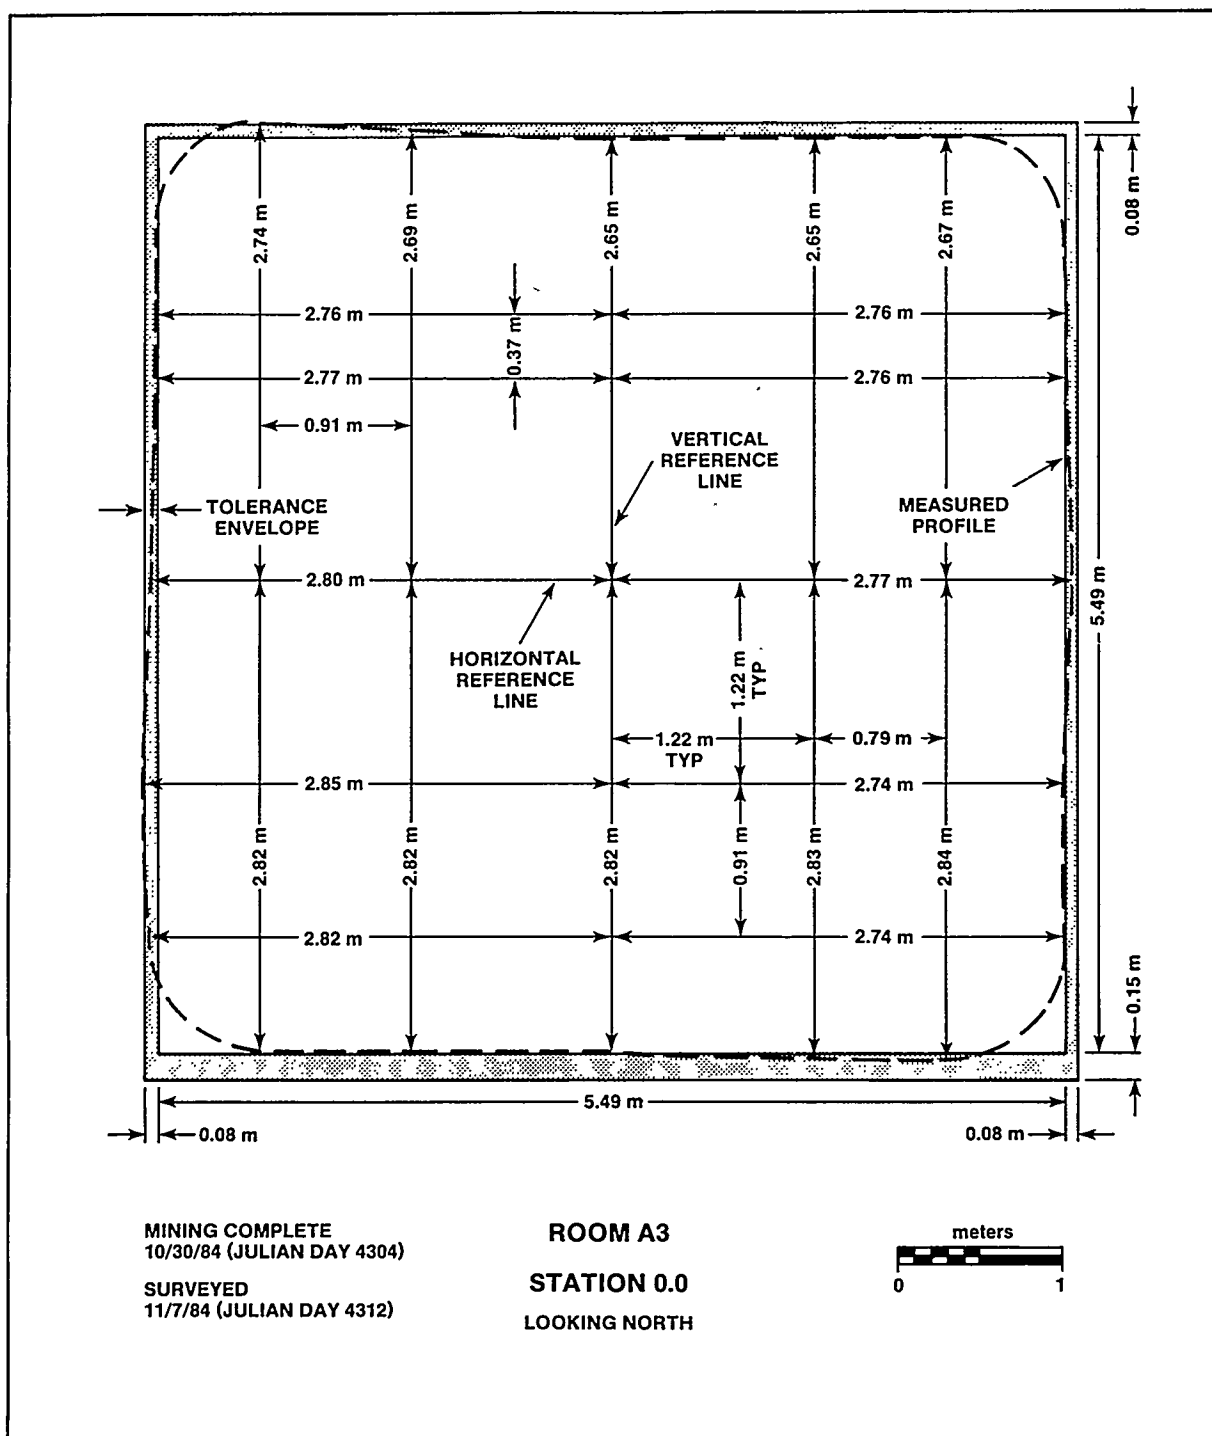 0.08 m
2.74 m
2.69 m
2.65 m
2.65 m
2.67 m
2.76 m
0.37 m
2.76 m
2.77 m
2.76 m
0.91 m
VERTICAL
REFERENCE
LINE
TOLERANCE
ENVELOPE
MEASURED
PROFILE
2.80 m
2.77 m
5.49 m
HORIZONTAL
REFERENCE
LINE
1.22 m
TYP
1.22 m
TYP
0.79 m
2.85 m
2.74 m
2.82 m
2.82 m
2.82 m
0.91 m
2.83 m
2.84 m
2.82 m
2.74 m
0.15 m
5.49 m
0.08 m
0.08 m
MINING COMPLETE
10/30/84 (JULIAN DAY 4304)
SURVEYED
11/7/84 (JULIAN DAY 4312)
ROOM A3
STATION 0.0
LOOKING NORTH
meters
0 1